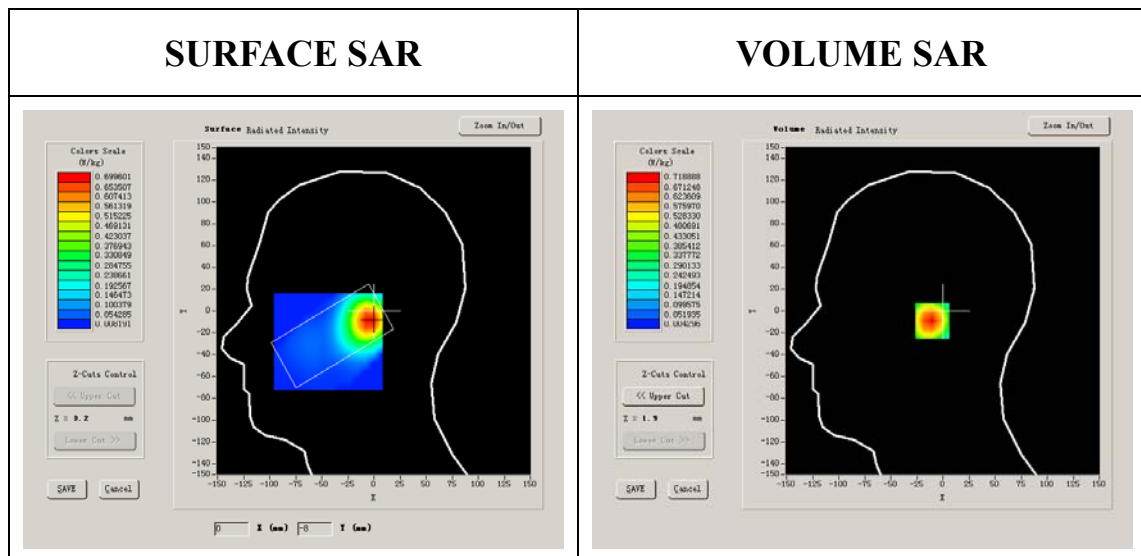 SURFACE SAR
VOLUME SAR
Surface Radiated Intensity
Zoom In/Out
Colors Scale
(W/kg)
0.699601
0.653507
0.607413
0.561319
0.515225
0.469131
0.423037
0.376943
0.330849
0.284755
0.238661
0.192567
0.146473
0.100379
0.054285
0.008191
150
140
120
100
80
60
40
20
0
-20
-40
-60
-80
-100
-120
-140
-150
Y
-150 -125 -100 -75 -50 -25 0 25 50 75 100 125 150
X
Z-Cuts Control
<< Upper Cut
Lower Cut >>
SAVE
Cancel
0 X (mm) -8 Y (mm)
Volume Radiated Intensity
Zoom In/Out
Colors Scale
(W/kg)
0.718888
0.671248
0.623609
0.575970
0.528330
0.480691
0.433051
0.385412
0.337772
0.290133
0.242493
0.194854
0.147214
0.099575
0.051935
0.004296
150
140
120
100
80
60
40
20
0
-20
-40
-60
-80
-100
-120
-140
-150
Y
-150 -125 -100 -75 -50 -25 0 25 50 75 100 125 150
X
Z-Cuts Control
<< Upper Cut
Lower Cut >>
SAVE
Cancel